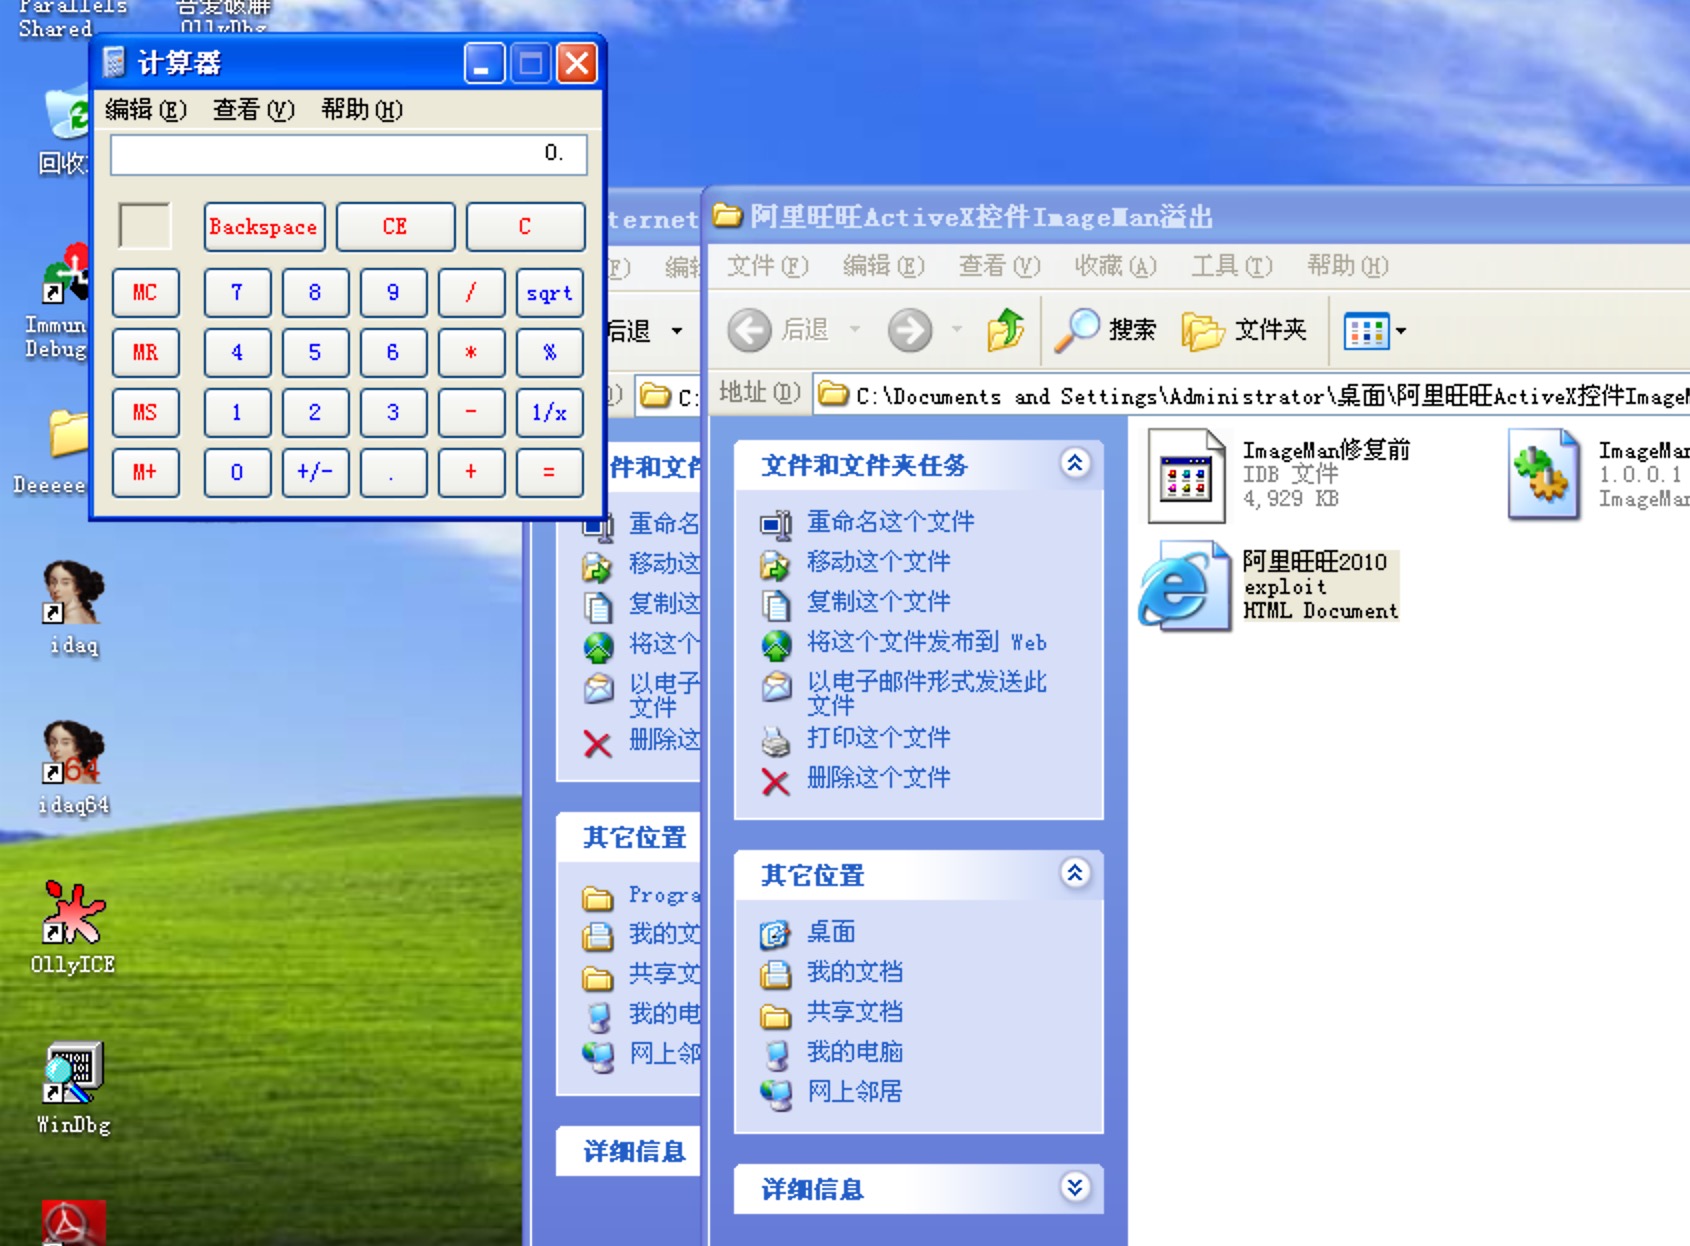 Parallels
Shared
吾爱破解
OllyDbg
计算器
编辑(E) 查看(V) 帮助(H)
0.
Backspace CE C
MC 7 8 9 / sqrt
MR 4 5 6 * %
MS 1 2 3 - 1/x
M+ 0 +/- . + =
回收
Immun
Debug
Deeeee
idaq
idaq64
OllyICE
WinDbg
ternet
(F) 编辑
后退
C:
件和文件
重命名
移动这
复制这
将这个
以电子
文件
删除这
其它位置
Progra
我的文
共享文
我的电
网上邻
详细信息
阿里旺旺ActiveX控件ImageMan溢出
文件(F) 编辑(E) 查看(V) 收藏(A) 工具(T) 帮助(H)
后退 搜索 文件夹
地址(D) C:\Documents and Settings\Administrator\桌面\阿里旺旺ActiveX控件ImageM
文件和文件夹任务
重命名这个文件
移动这个文件
复制这个文件
将这个文件发布到 Web
以电子邮件形式发送此
文件
打印这个文件
删除这个文件
其它位置
桌面
我的文档
共享文档
我的电脑
网上邻居
详细信息
ImageMan修复前
IDB 文件
4,929 KB
ImageMan
1.0.0.1
ImageMan
阿里旺旺2010
exploit
HTML Document